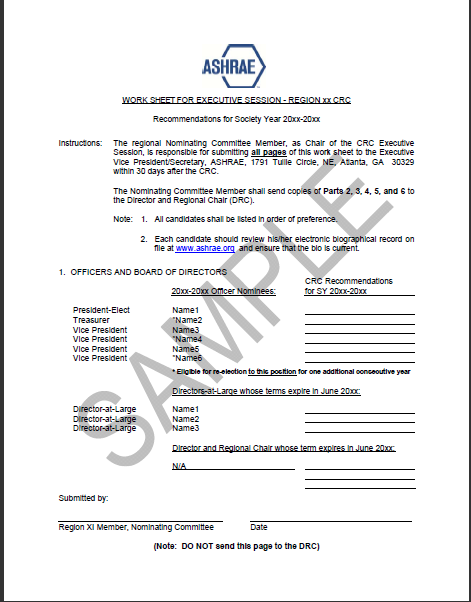 ASHRAE
WORK SHEET FOR EXECUTIVE SESSION - REGION xx CRC
Recommendations for Society Year 20xx-20xx
Instructions: The regional Nominating Committee Member, as Chair of the CRC Executive
Session, is responsible for submitting all pages of this work sheet to the Executive
Vice President/Secretary, ASHRAE, 1791 Tullie Circle, NE, Atlanta, GA 30329
within 30 days after the CRC.
The Nominating Committee Member shall send copies of Parts 2, 3, 4, 5, and 6 to
the Director and Regional Chair (DRC).
Note: 1. All candidates shall be listed in order of preference.
2. Each candidate should review his/her electronic biographical record on
file at www.ashrae.org and ensure that the bio is current.
1. OFFICERS AND BOARD OF DIRECTORS
CRC Recommendations
20xx-20xx Officer Nominees: for SY 20xx-20xx
President-Elect Name1
Treasurer *Name2
Vice President Name3
Vice President *Name4
Vice President Name5
Vice President *Name6
* Eligible for re-election to this position for one additional consecutive year
Directors-at-Large whose terms expire in June 20xx:
Director-at-Large Name1
Director-at-Large Name2
Director-at-Large Name3
Director and Regional Chair whose term expires in June 20xx:
N/A
Submitted by:
Region XI Member, Nominating Committee Date
(Note: DO NOT send this page to the DRC)
SAMPLE